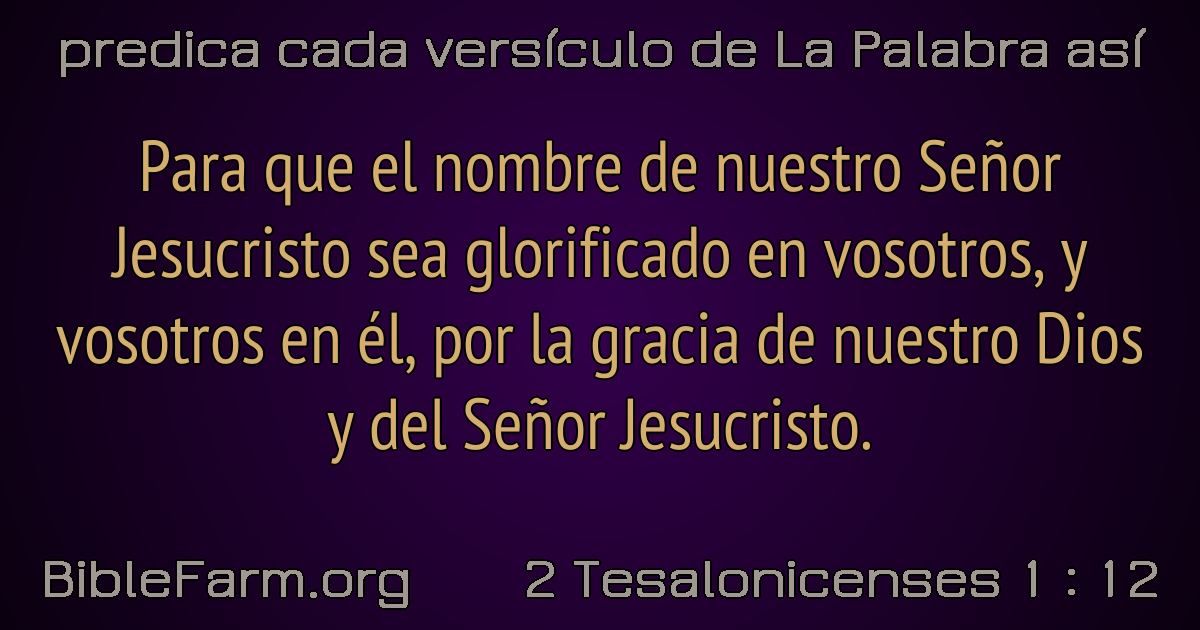 predica cada versículo de La Palabra así
Para que el nombre de nuestro Señor
Jesucristo sea glorificado en vosotros, y
vosotros en él, por la gracia de nuestro Dios
y del Señor Jesucristo.
BibleFarm.org 2 Tesalonicenses 1 : 12